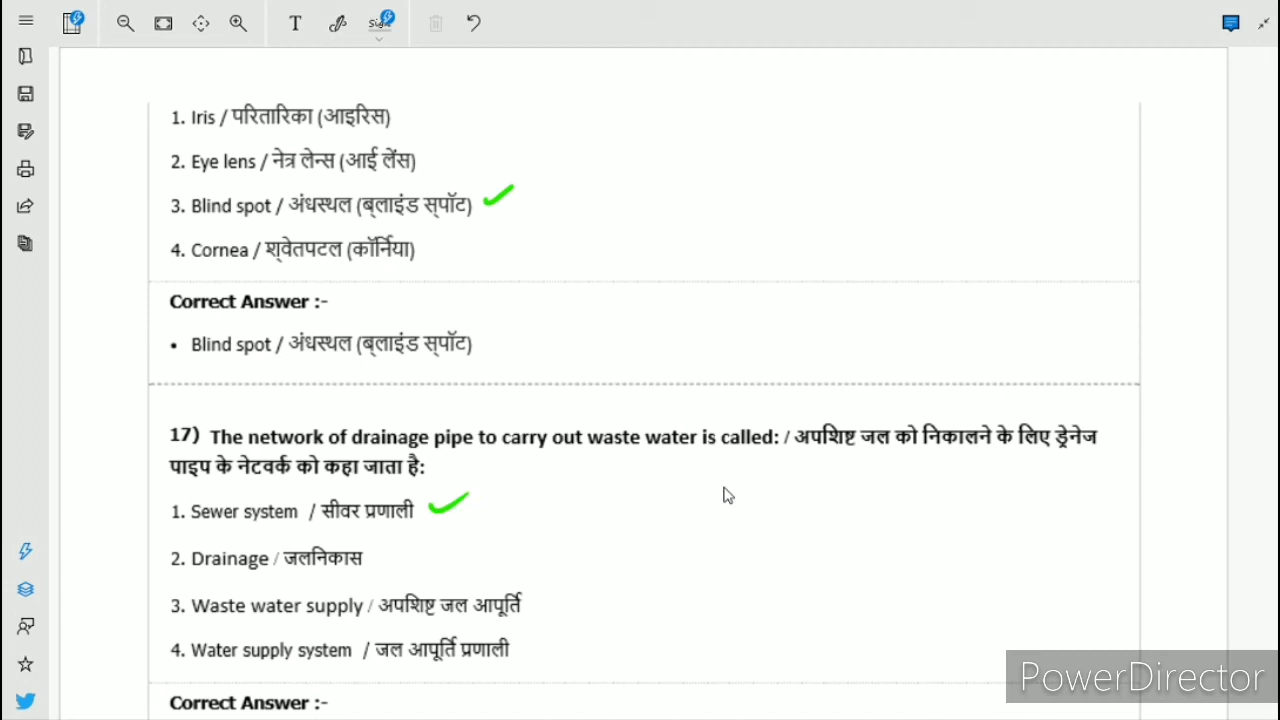 T
Sign
1. Iris / परितारिका (आइरिस)
2. Eye lens / नेत्र लेन्स (आई लेंस)
3. Blind spot / अंधस्थल (ब्लाइंड स्पॉट)
4. Cornea / श्वेतपटल (कॉर्निया)
Correct Answer :-
• Blind spot / अंधस्थल (ब्लाइंड स्पॉट)
17) The network of drainage pipe to carry out waste water is called: / अपशिष्ट जल को निकालने के लिए ड्रेनेज
पाइप के नेटवर्क को कहा जाता है:
1. Sewer system / सीवर प्रणाली
2. Drainage / जलनिकास
3. Waste water supply / अपशिष्ट जल आपूर्ति
4. Water supply system / जल आपूर्ति प्रणाली
PowerDirector
Correct Answer :-